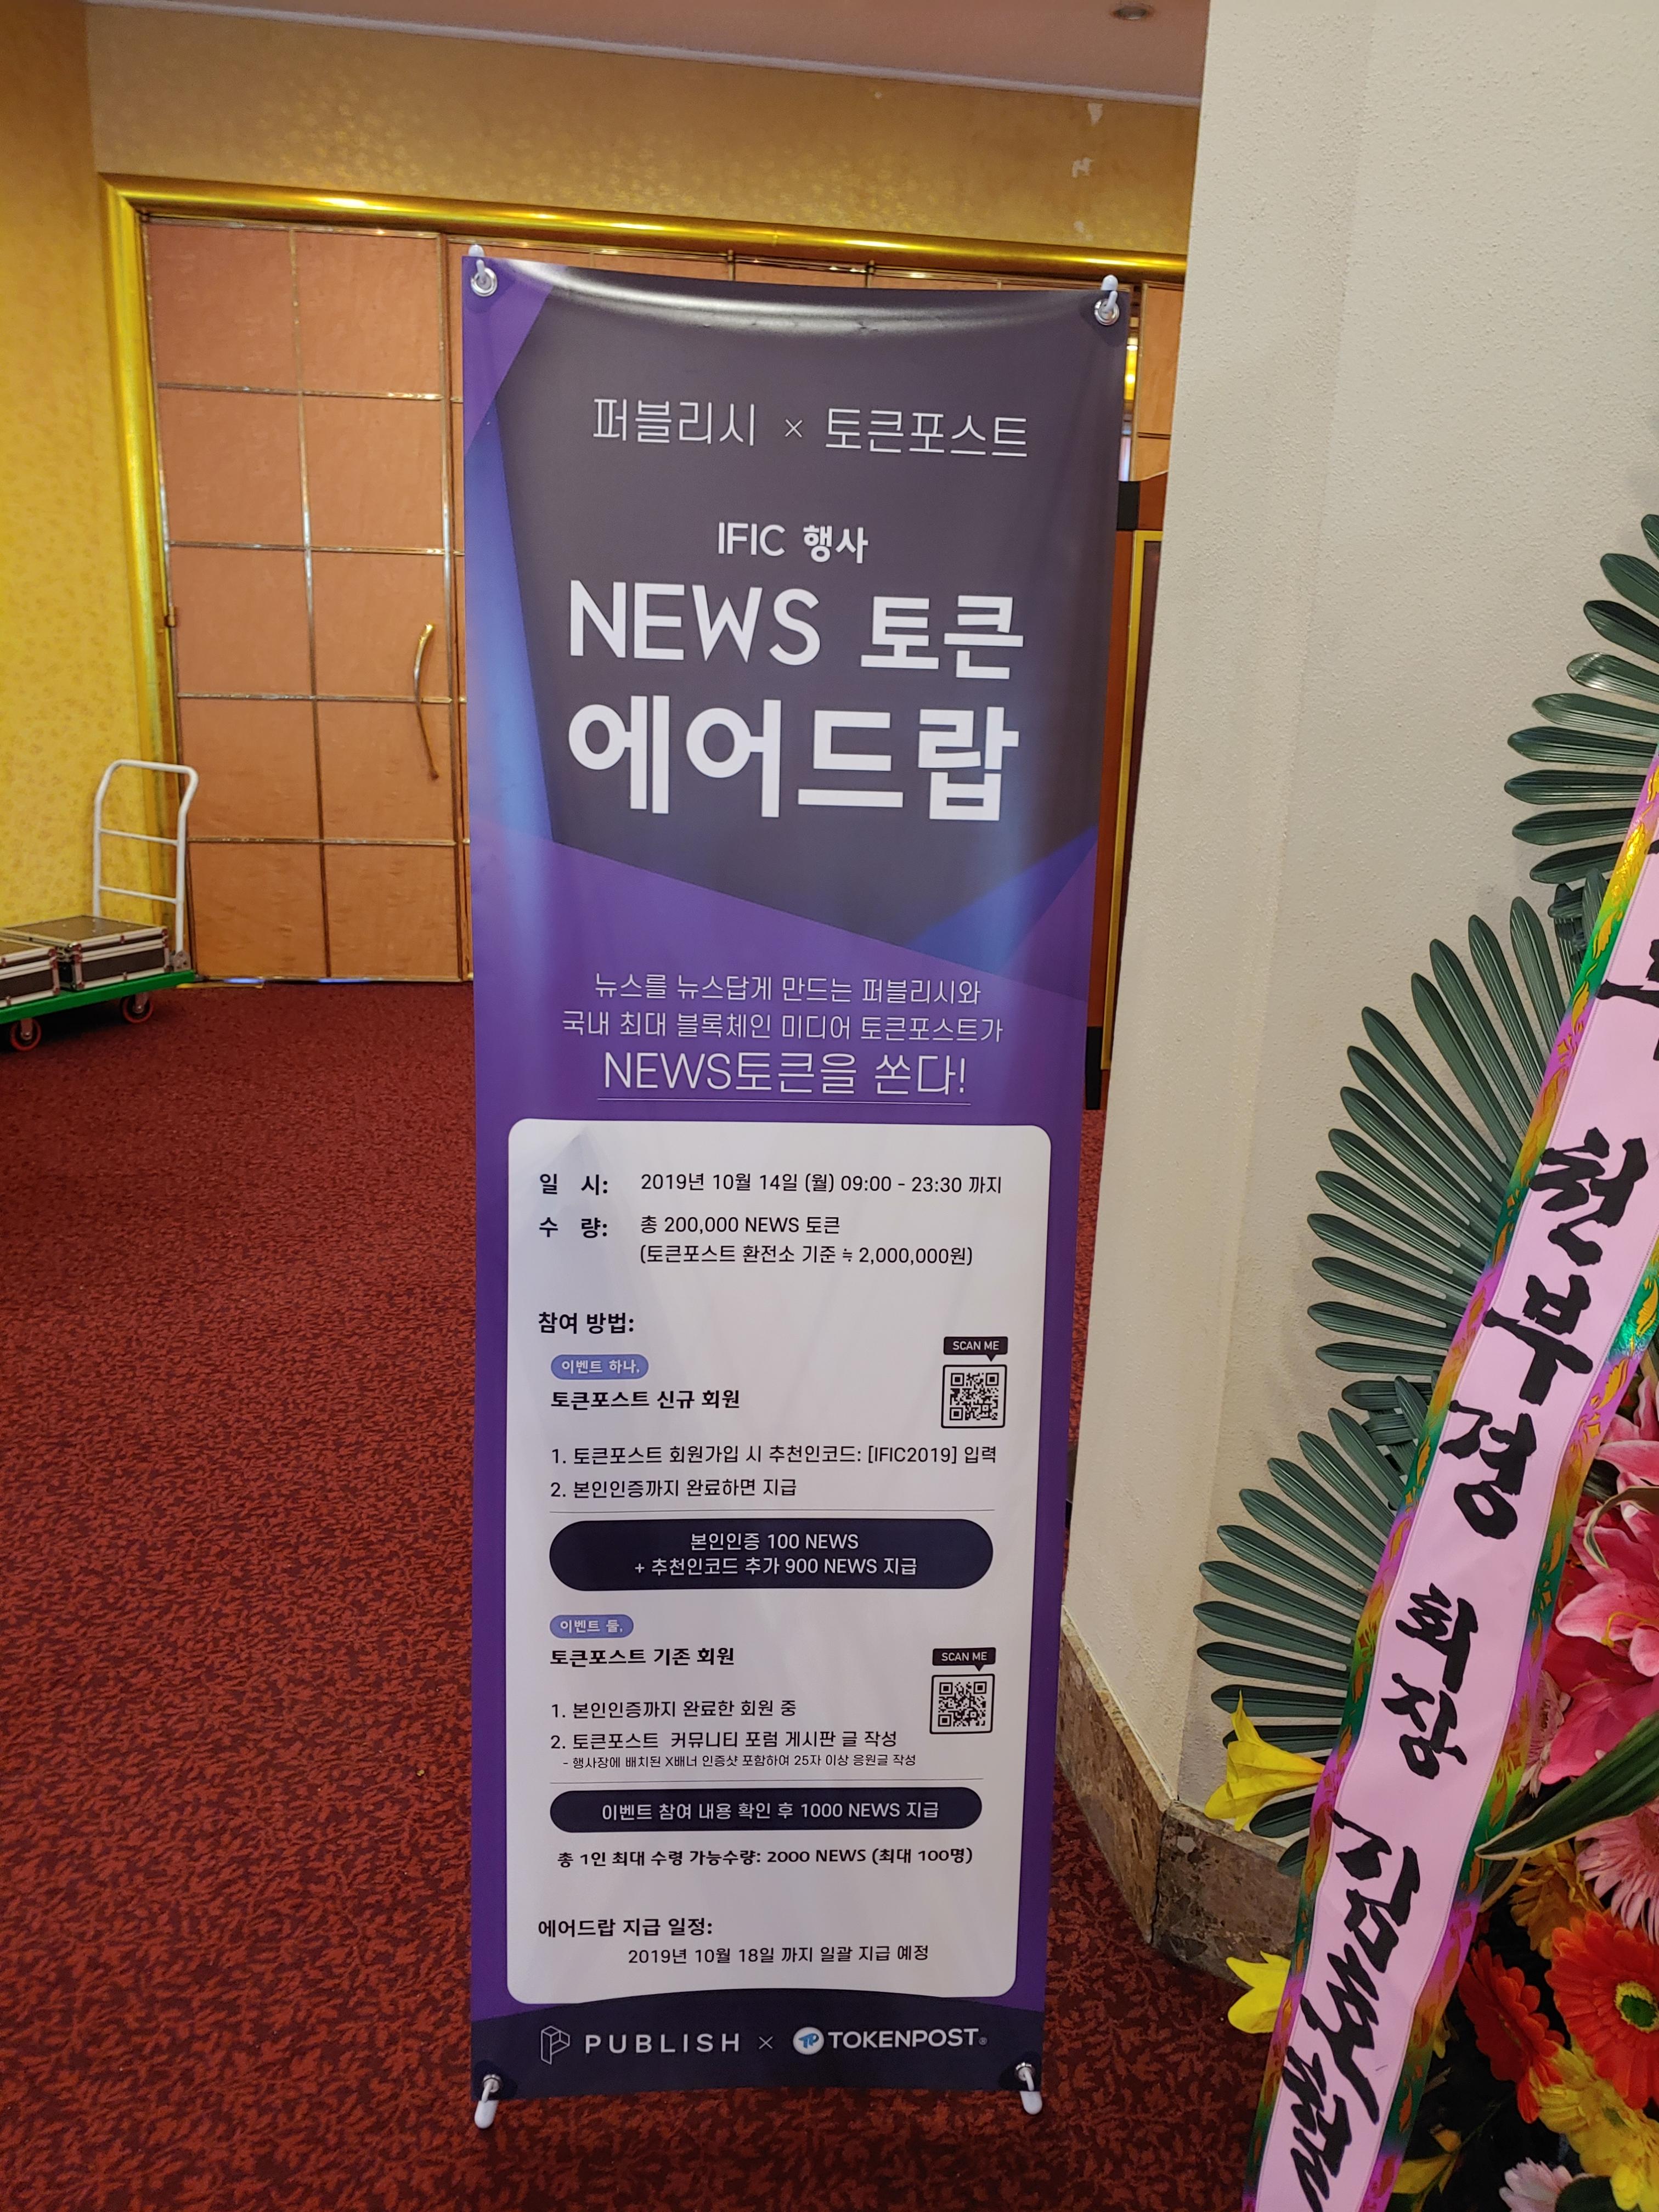 퍼블리시 × 토큰포스트
IFIC 행사
NEWS 토큰
에어드랍
뉴스를 뉴스답게 만드는 퍼블리시와
국내 최대 블록체인 미디어 토큰포스트가
NEWS토큰을 쏜다!
일 시: 2019년 10월 14일 (월) 09:00 - 23:30 까지
수 량: 총 200,000 NEWS 토큰
(토큰포스트 환전소 기준 ≒ 2,000,000원)
참여 방법:
SCAN ME
이벤트 하나,
토큰포스트 신규 회원
1. 토큰포스트 회원가입 시 추천인코드: [IFIC2019] 입력
2. 본인인증까지 완료하면 지급
본인인증 100 NEWS
+ 추천인코드 추가 900 NEWS 지급
이벤트 둘,
토큰포스트 기존 회원
SCAN ME
1. 본인인증까지 완료한 회원 중
2. 토큰포스트 커뮤니티 포럼 게시판 글 작성
- 행사장에 배치된 X배너 인증샷 포함하여 25자 이상 응원글 작성
이벤트 참여 내용 확인 후 1000 NEWS 지급
총 1인 최대 수령 가능수량: 2000 NEWS (최대 100명)
에어드랍 지급 일정:
2019년 10월 18일 까지 일괄 지급 예정
PUBLISH × TOKENPOST®
회장